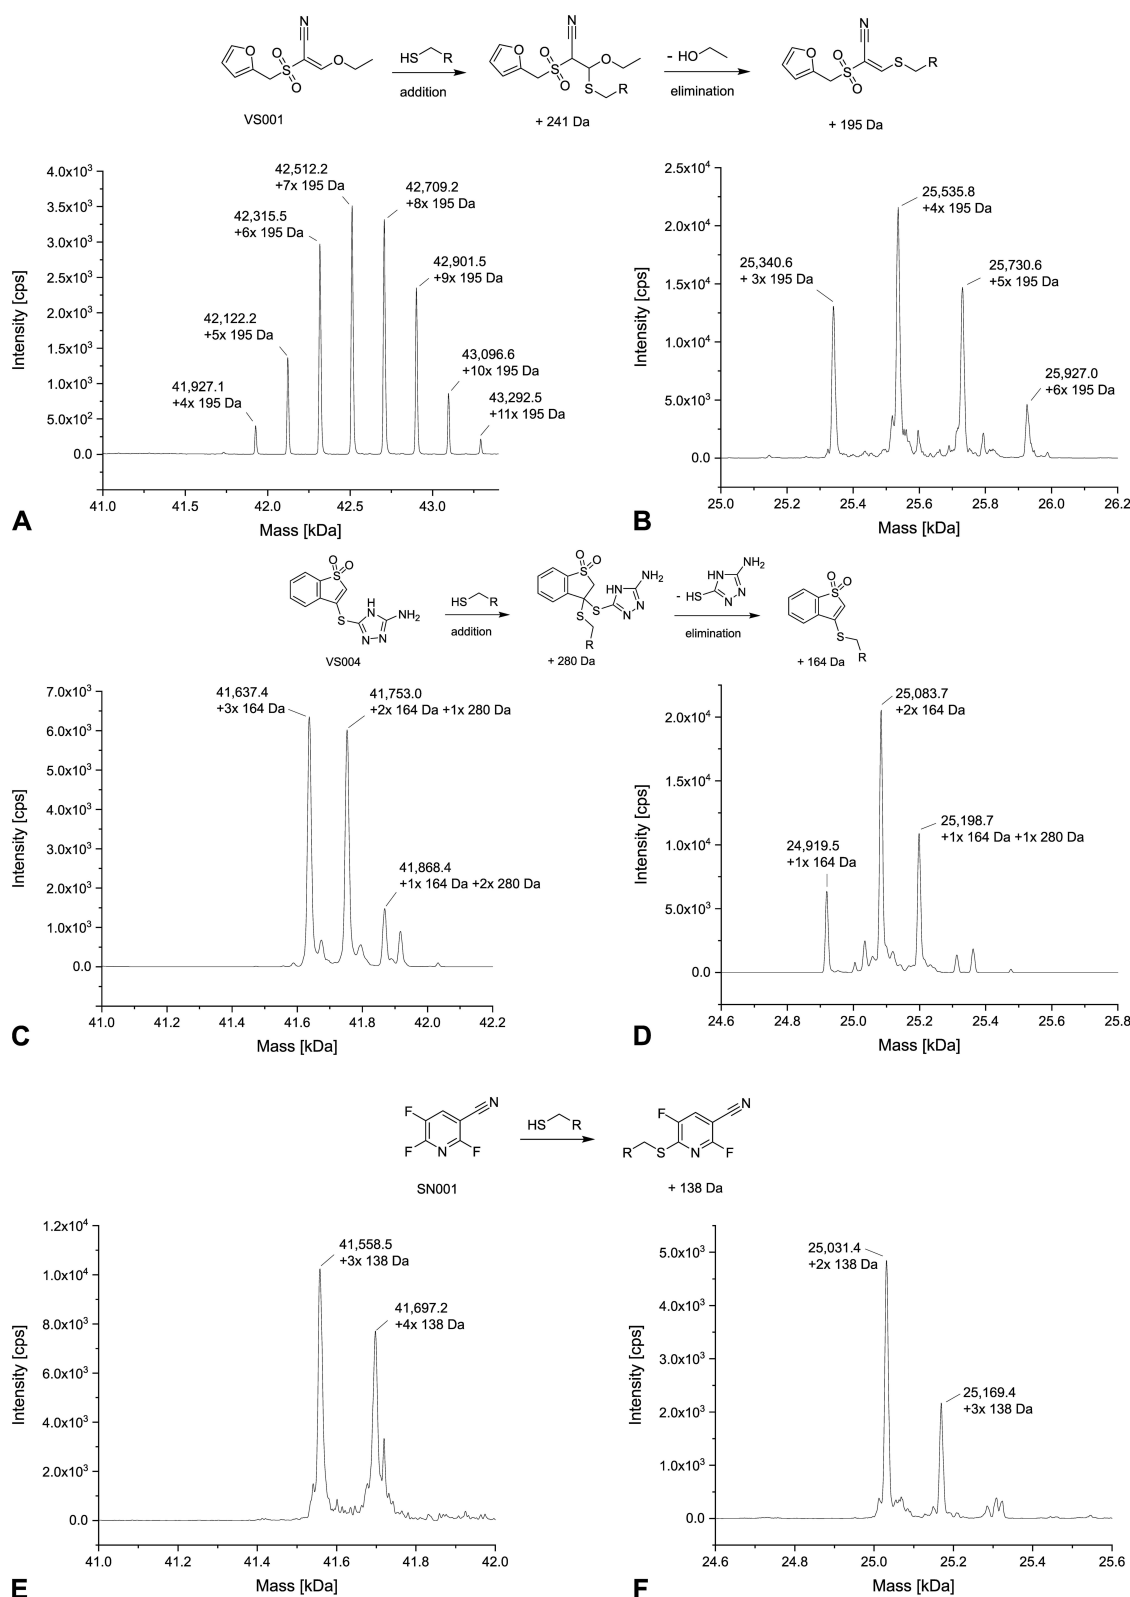 N
O
O
S
O
O
VS001
HS
R
addition
N
O
O
S
O
O
S
R
+ 241 Da
- HO
elimination
N
O
O
S
O
S
R
+ 195 Da
4.0x10³
3.5x10³
3.0x10³
2.5x10³
2.0x10³
1.5x10³
1.0x10³
5.0x10²
0.0
Intensity [cps]
41,927.1
+4x 195 Da
42,122.2
+5x 195 Da
42,315.5
+6x 195 Da
42,512.2
+7x 195 Da
42,709.2
+8x 195 Da
42,901.5
+9x 195 Da
43,096.6
+10x 195 Da
43,292.5
+11x 195 Da
41.0 41.5 42.0 42.5 43.0
Mass [kDa]
A
2.5x10⁴
2.0x10⁴
1.5x10⁴
1.0x10⁴
5.0x10³
0.0
Intensity [cps]
25,340.6
+ 3x 195 Da
25,535.8
+4x 195 Da
25,730.6
+5x 195 Da
25,927.0
+6x 195 Da
25.0 25.2 25.4 25.6 25.8 26.0 26.2
Mass [kDa]
B
O
S
O
S
H
N
N N
NH₂
VS004
HS
R
addition
O O
S
S
S
R
HN
N N
NH₂
+ 280 Da
-
HS
HN
N N
NH₂
elimination
O
S
O
S
R
+ 164 Da
7.0x10³
6.0x10³
5.0x10³
4.0x10³
3.0x10³
2.0x10³
1.0x10³
0.0
Intensity [cps]
41,637.4
+3x 164 Da
41,753.0
+2x 164 Da +1x 280 Da
41,868.4
+1x 164 Da +2x 280 Da
41.0 41.2 41.4 41.6 41.8 42.0 42.2
Mass [kDa]
C
2.0x10⁴
1.5x10⁴
1.0x10⁴
5.0x10³
0.0
Intensity [cps]
24,919.5
+1x 164 Da
25,083.7
+2x 164 Da
25,198.7
+1x 164 Da +1x 280 Da
24.6 24.8 25.0 25.2 25.4 25.6 25.8
Mass [kDa]
D
F
N
F N F
SN001
HS
R
F
N
R S N F
+ 138 Da
1.2x10⁴
1.0x10⁴
8.0x10³
6.0x10³
4.0x10³
2.0x10³
0.0
Intensity [cps]
41,558.5
+3x 138 Da
41,697.2
+4x 138 Da
41.0 41.2 41.4 41.6 41.8 42.0
Mass [kDa]
E
5.0x10³
4.0x10³
3.0x10³
2.0x10³
1.0x10³
0.0
Intensity [cps]
25,031.4
+2x 138 Da
25,169.4
+3x 138 Da
24.6 24.8 25.0 25.2 25.4 25.6
Mass [kDa]
F